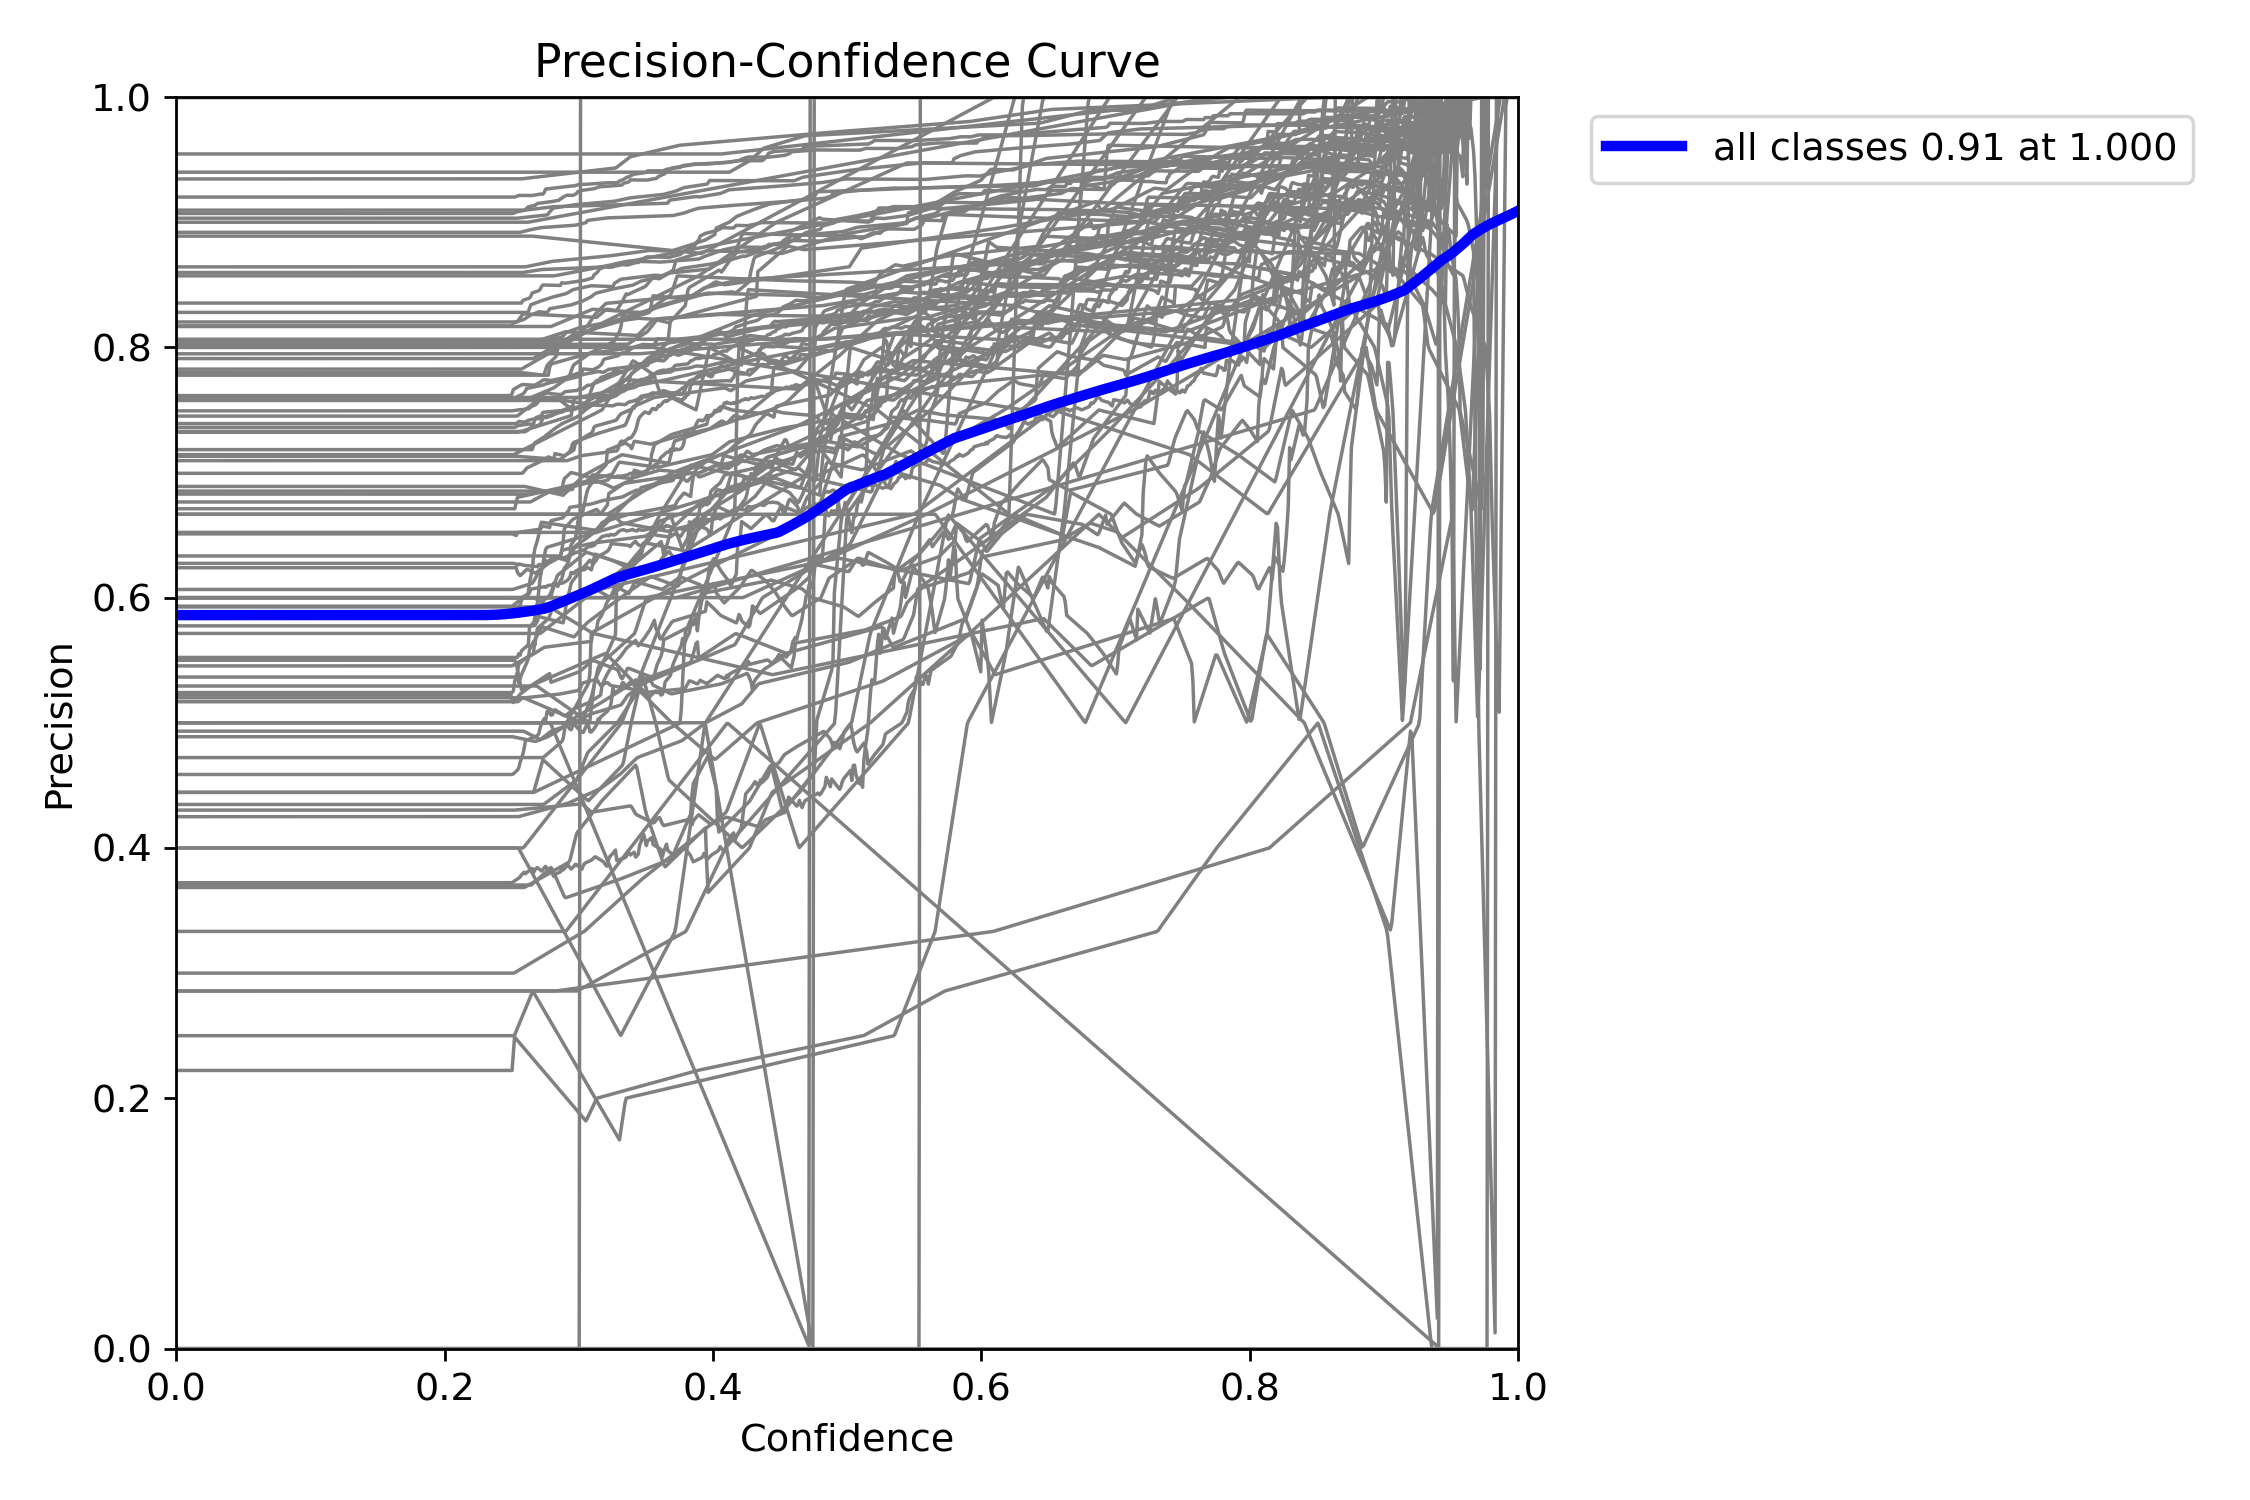 Precision-Confidence Curve
all classes 0.91 at 1.000
Precision
1.0
0.8
0.6
0.4
0.2
0.0
0.0 0.2 0.4 0.6 0.8 1.0
Confidence